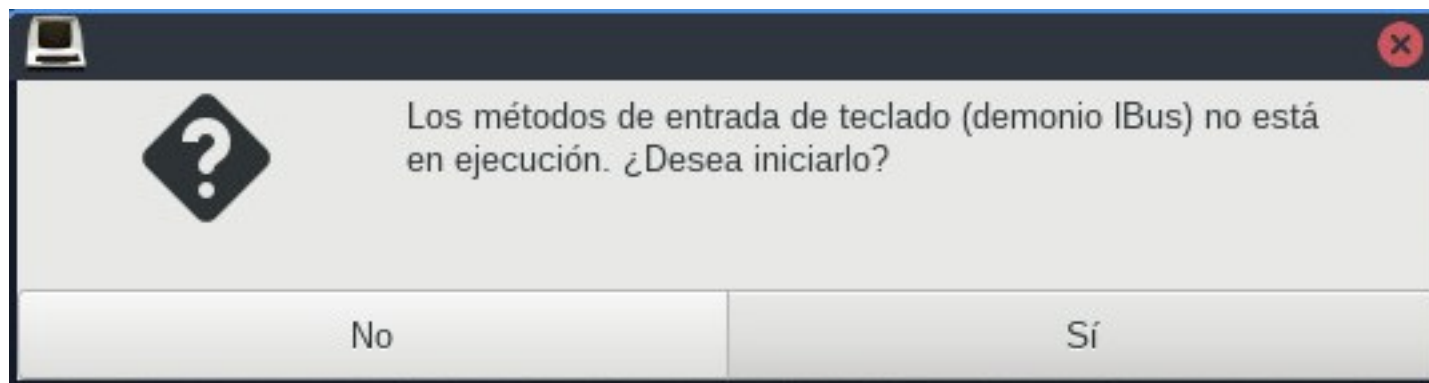 Los métodos de entrada de teclado (demonio IBus) no está
en ejecución. ¿Desea iniciarlo?
No
Sí